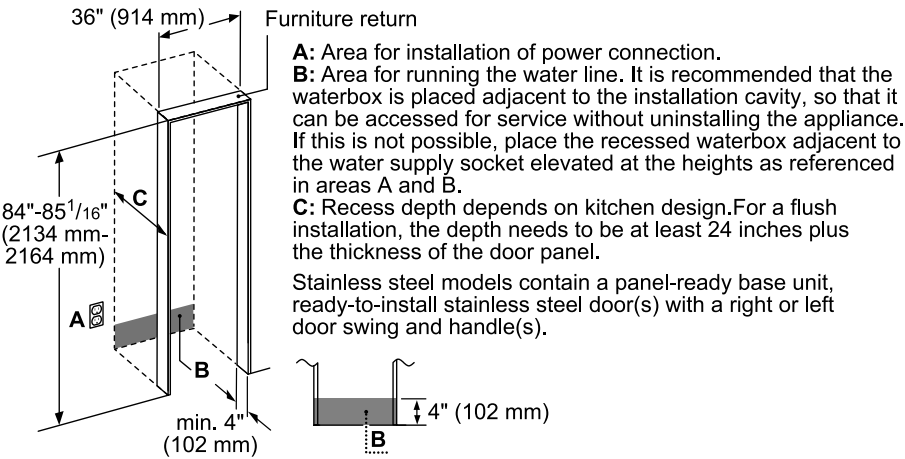 36" (914 mm)
Furniture return
A: Area for installation of power connection.
B: Area for running the water line. It is recommended that the
waterbox is placed adjacent to the installation cavity, so that it
can be accessed for service without uninstalling the appliance.
If this is not possible, place the recessed waterbox adjacent to
the water supply socket elevated at the heights as referenced
in areas A and B.
C: Recess depth depends on kitchen design.For a flush
installation, the depth needs to be at least 24 inches plus
the thickness of the door panel.
Stainless steel models contain a panel-ready base unit,
ready-to-install stainless steel door(s) with a right or left
door swing and handle(s).
C
84"-85 1/16"
(2134 mm-
2164 mm)
A
B
min. 4"
(102 mm)
4" (102 mm)
B